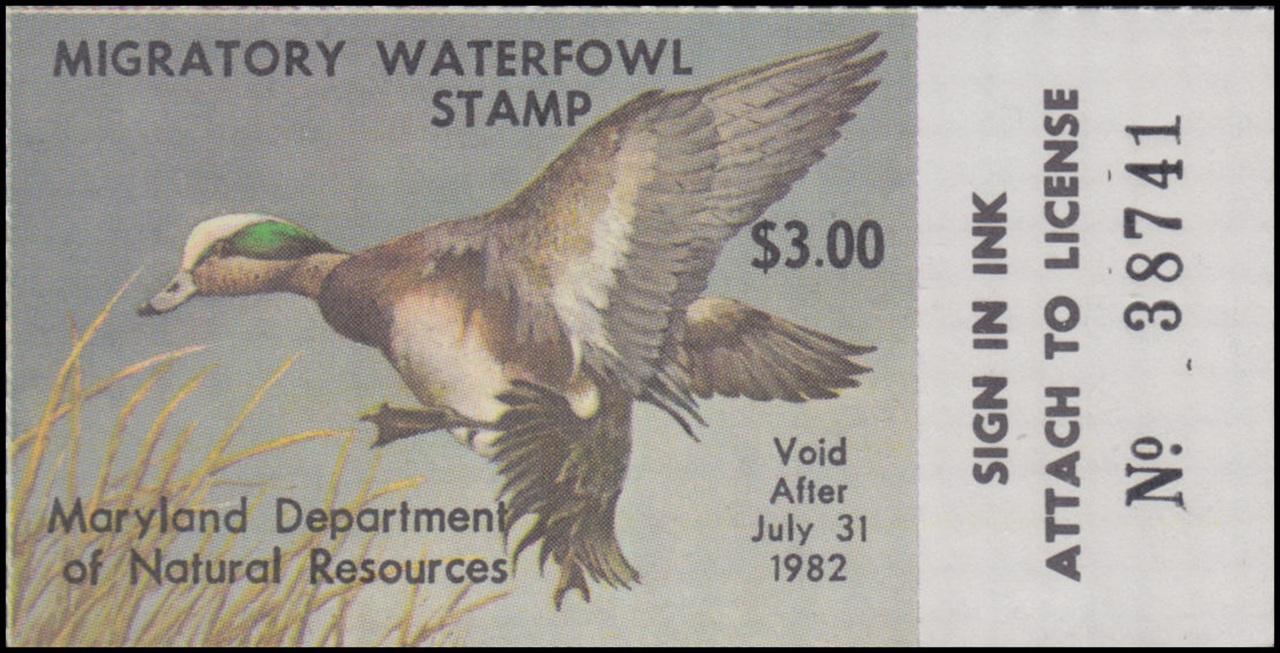 MIGRATORY WATERFOWL
STAMP
$3.00
Void
After
July 31
1982
Maryland Department
of Natural Resources
SIGN IN INK
ATTACH TO LICENSE
Nº 38741